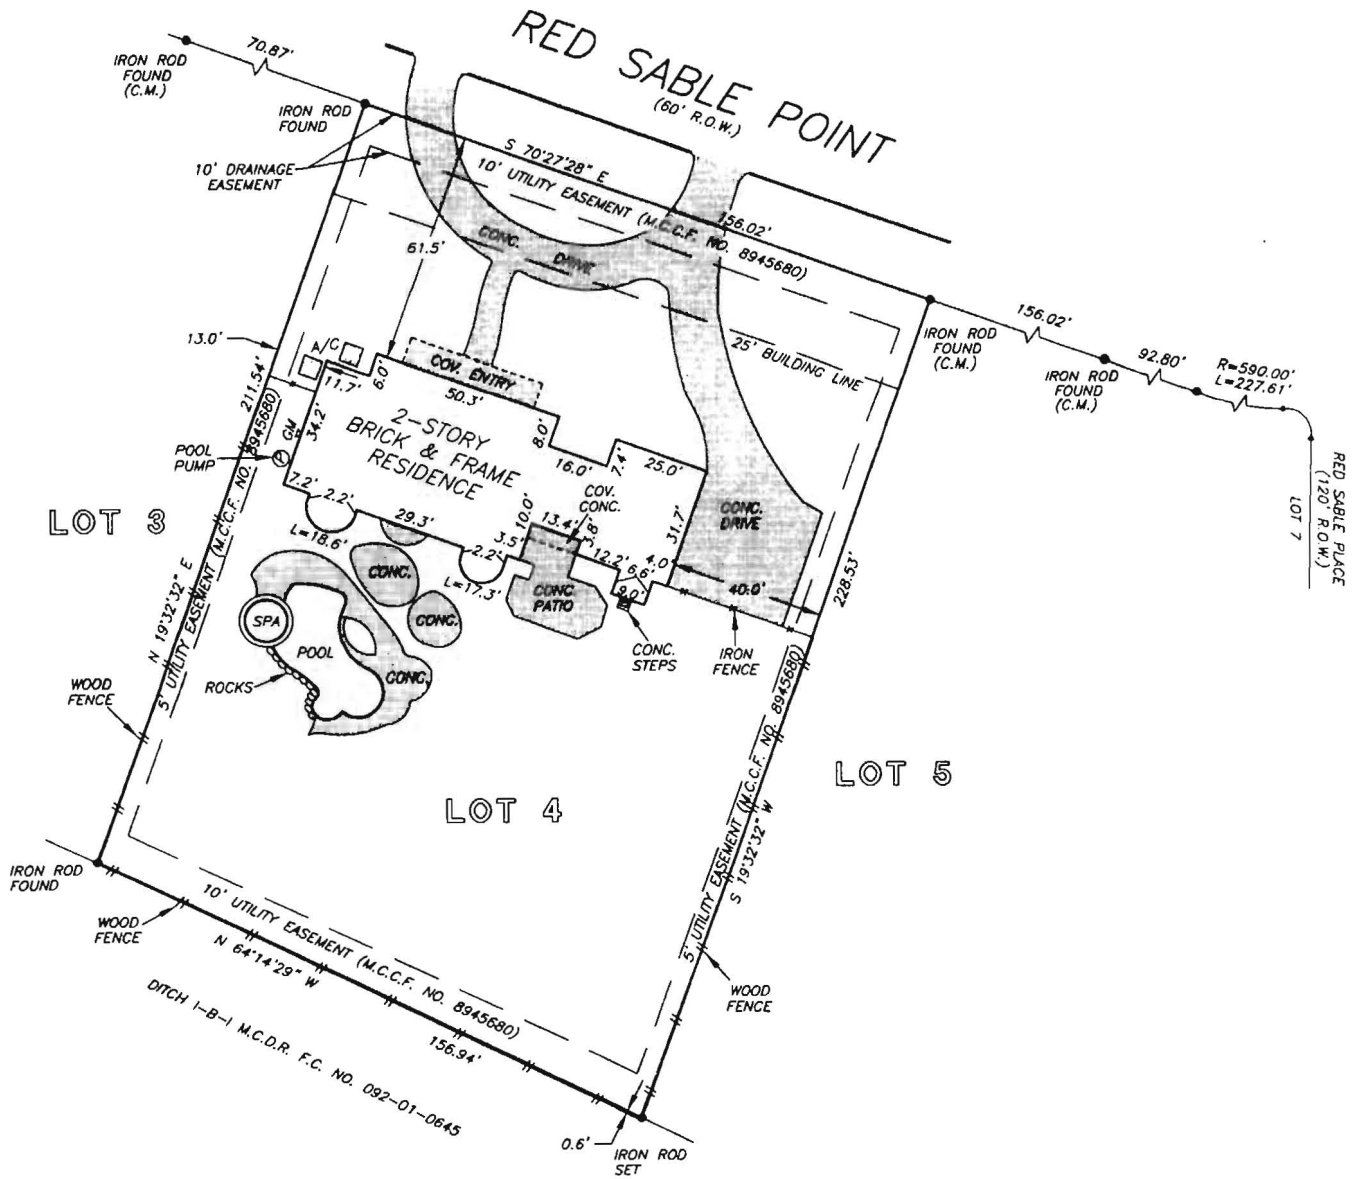 RED SABLE POINT
(60' R.O.W.)
70.87'
IRON ROD
FOUND
(C.M.)
IRON ROD
FOUND
10' DRAINAGE
EASEMENT
S 70°27'28" E
10' UTILITY EASEMENT (M.C.C.F. NO. 8945680)
156.02'
61.5'
CONC.
DRIVE
25' BUILDING LINE
IRON ROD
FOUND
(C.M.)
156.02'
IRON ROD
FOUND
(C.M.)
92.80'
R=590.00'
L=227.61'
RED SABLE PLACE
(120' R.O.W.)
LOT 7
13.0'
A/C
11.7'
6.0'
COV. ENTRY
50.3'
211.54'
GM
34.2'
2-STORY
BRICK & FRAME
RESIDENCE
8.0'
16.0'
7.4'
25.0'
POOL
PUMP
P
7.2'
2.2'
29.3'
L=18.6'
2.2'
L=17.3'
3.5'
10.0'
13.4'
COV.
CONC.
3.8'
12.2'
6.6'
4.0'
9.0'
31.7'
CONC.
DRIVE
40.0'
228.53'
LOT 3
N 19°32'32" E
5' UTILITY EASEMENT (M.C.C.F. NO. 8945680)
CONC.
CONC.
CONC.
CONC.
PATIO
SPA
POOL
ROCKS
CONC.
STEPS
IRON
FENCE
WOOD
FENCE
LOT 4
LOT 5
5' UTILITY EASEMENT (M.C.C.F. NO. 8945680)
S 19°32'32" W
IRON ROD
FOUND
WOOD
FENCE
10' UTILITY EASEMENT (M.C.C.F. NO. 8945680)
N 64°14'29" W
156.94'
DITCH I-B-1 M.C.D.R. F.C. NO. 092-01-0645
WOOD
FENCE
0.6'
IRON ROD
SET